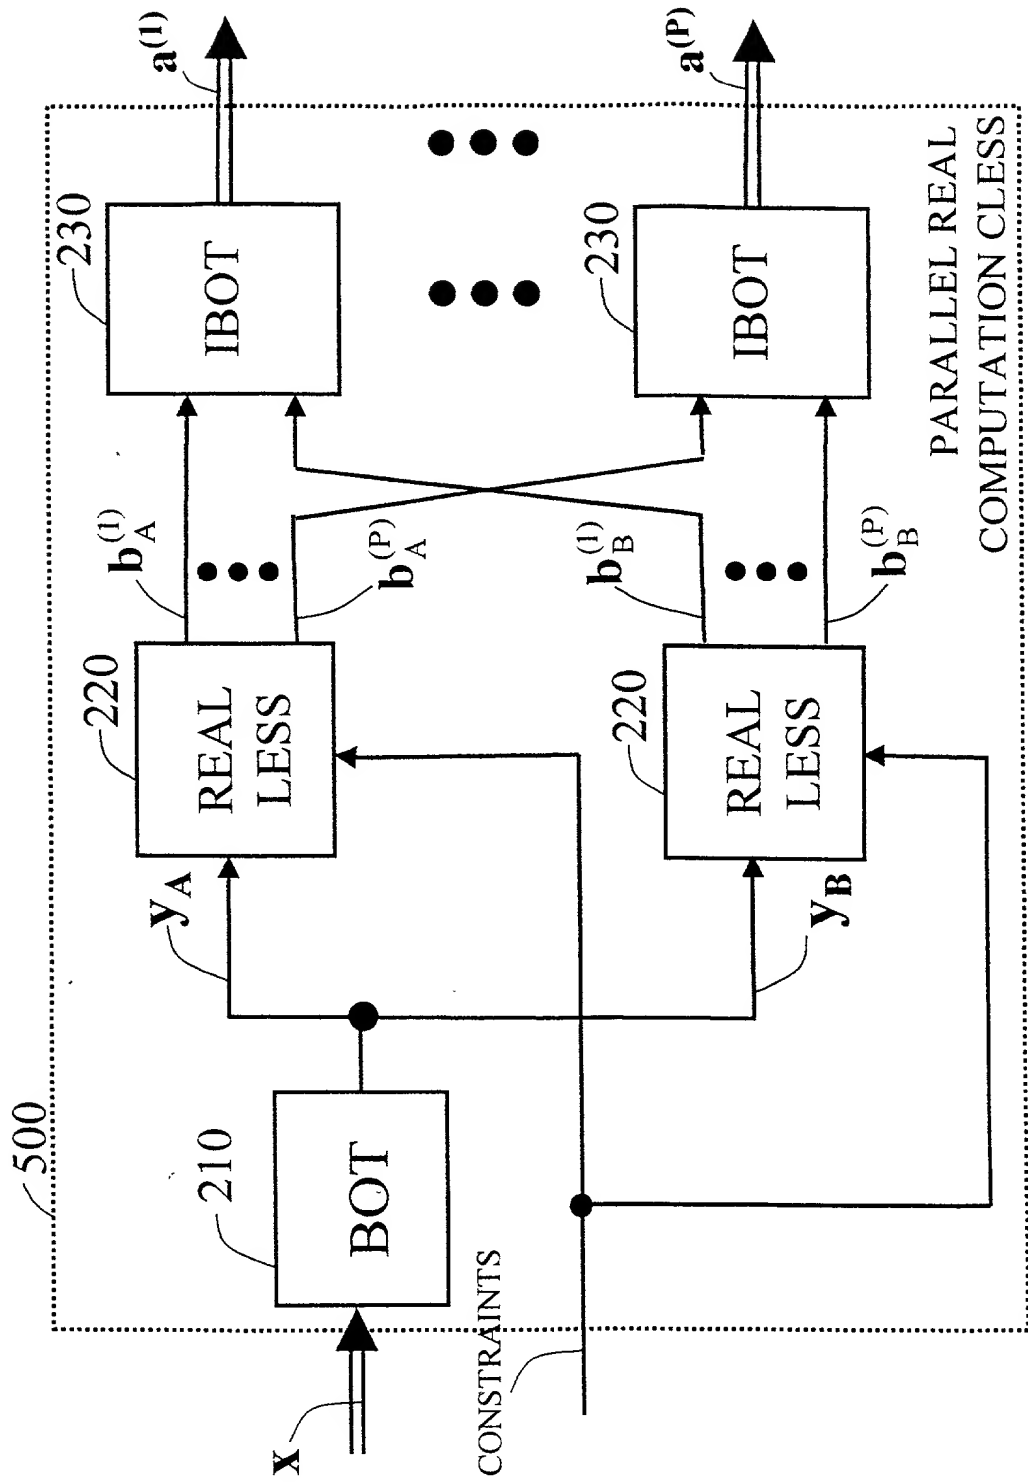 500
x
210
BOT
CONSTRAINTS
y_A
y_B
220
REAL
LESS
220
REAL
LESS
b_A^(1)
b_A^(P)
b_B^(1)
b_B^(P)
230
IBOT
230
IBOT
a^(1)
a^(P)
PARALLEL REAL
COMPUTATION CLESS